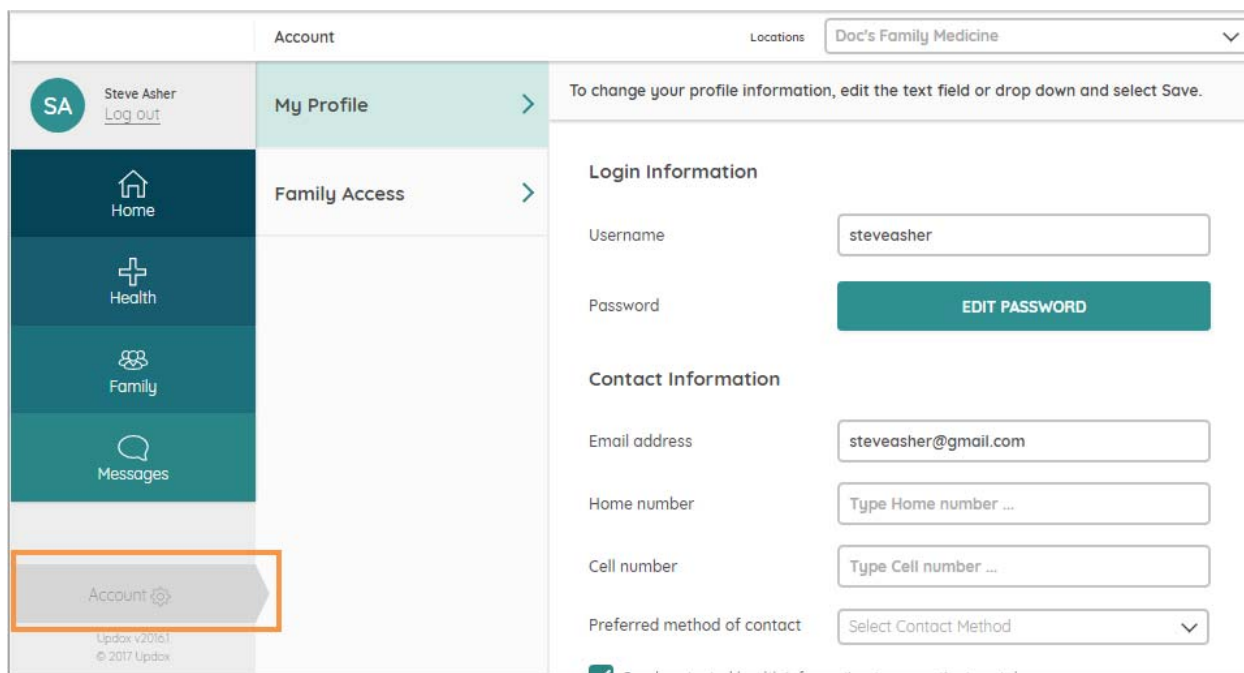 Account
Locations
Doc's Family Medicine
SA
Steve Asher
Log out
Home
Health
Family
Messages
Account
Updox v2016.1
© 2017 Updox
My Profile
Family Access
To change your profile information, edit the text field or drop down and select Save.
Login Information
Username
steveasher
Password
EDIT PASSWORD
Contact Information
Email address
steveasher@gmail.com
Home number
Type Home number ...
Cell number
Type Cell number ...
Preferred method of contact
Select Contact Method